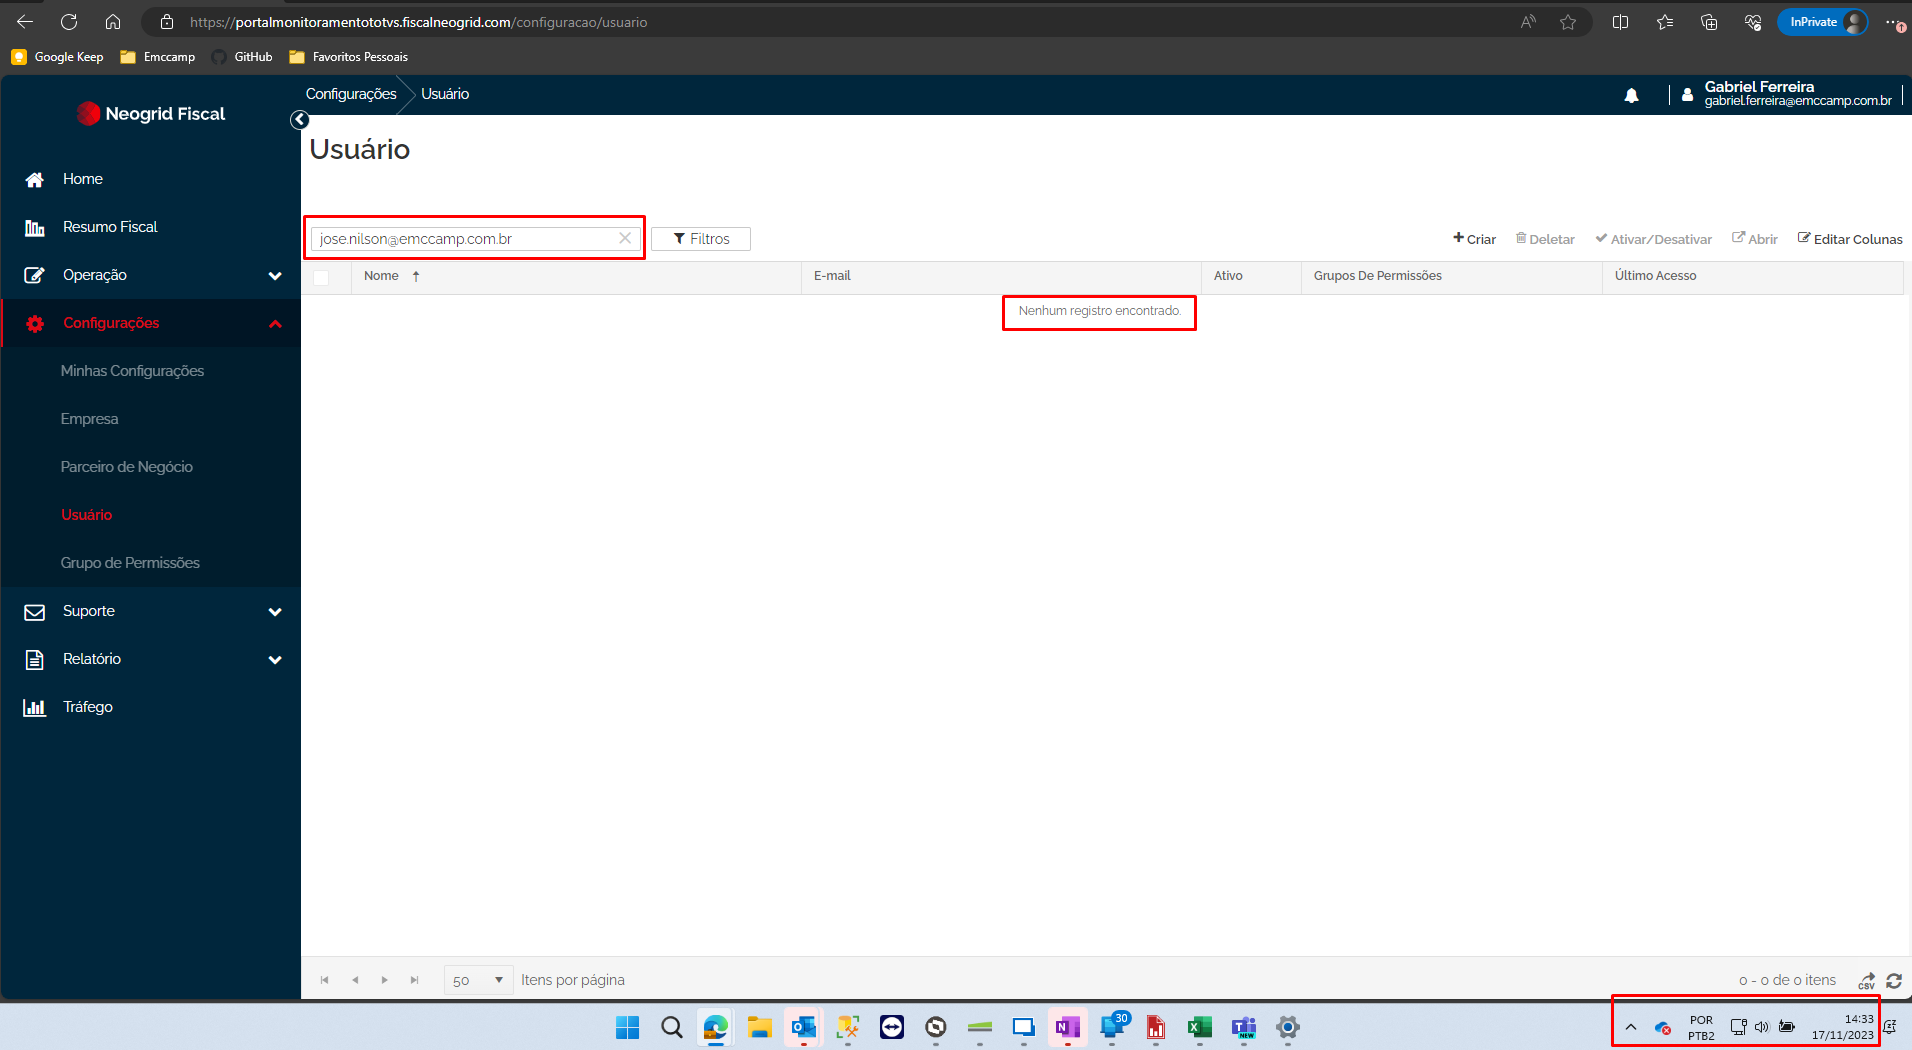 https://portalmonitoramentototvs.fiscalneogrid.com/configuracao/usuario
InPrivate
Google Keep
Emccamp
GitHub
Favoritos Pessoais
Neogrid Fiscal
Configurações
Usuário
Gabriel Ferreira
gabriel.ferreira@emccamp.com.br
Usuário
Home
Resumo Fiscal
Operação
Configurações
Minhas Configurações
Empresa
Parceiro de Negócio
Usuário
Grupo de Permissões
Suporte
Relatório
Tráfego
jose.nilson@emccamp.com.br
Filtros
Criar
Deletar
Ativar/Desativar
Abrir
Editar Colunas
Nome
E-mail
Ativo
Grupos De Permissões
Último Acesso
Nenhum registro encontrado.
50
Itens por página
0 - 0 de 0 itens
CSV
30
NEW
POR
PTB2
14:33
17/11/2023